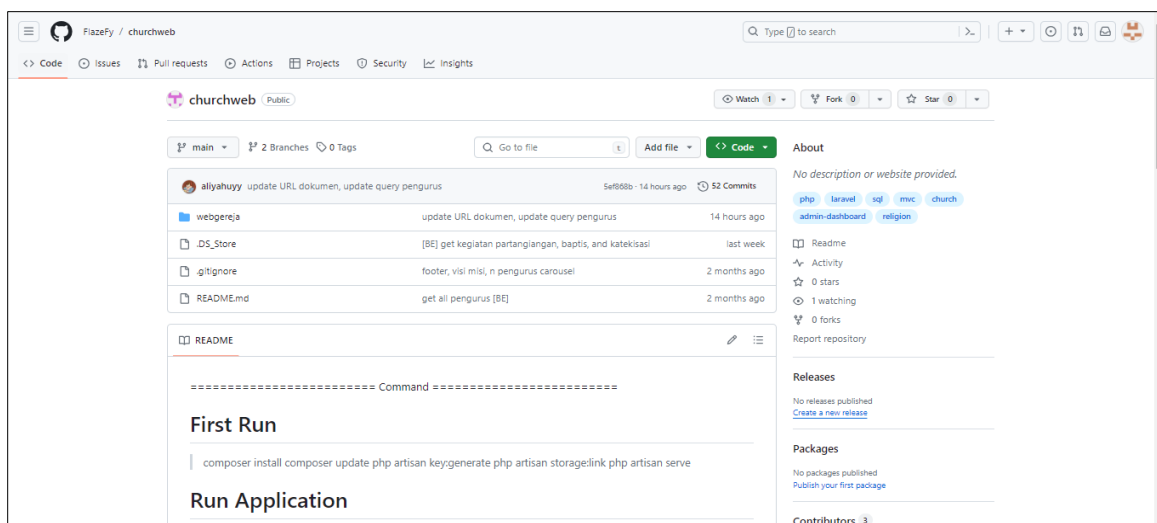 FlazeFy / churchweb
Type / to search
Code Issues Pull requests Actions Projects Security Insights
churchweb Public
Watch 1 Fork 0 Star 0
main 2 Branches 0 Tags Go to file t Add file Code
aliyahuyy update URL dokumen, update query pengurus 5ef868b · 14 hours ago 52 Commits
webgereja update URL dokumen, update query pengurus 14 hours ago
.DS_Store [BE] get kegiatan partangiangan, baptis, and katekisasi last week
.gitignore footer, visi misi, n pengurus carousel 2 months ago
README.md get all pengurus [BE] 2 months ago
README
========================= Command =========================
First Run
composer install composer update php artisan key:generate php artisan storage:link php artisan serve
Run Application
About
No description or website provided.
php laravel sql mvc church
admin-dashboard religion
Readme
Activity
0 stars
1 watching
0 forks
Report repository
Releases
No releases published
Create a new release
Packages
No packages published
Publish your first package
Contributors 3